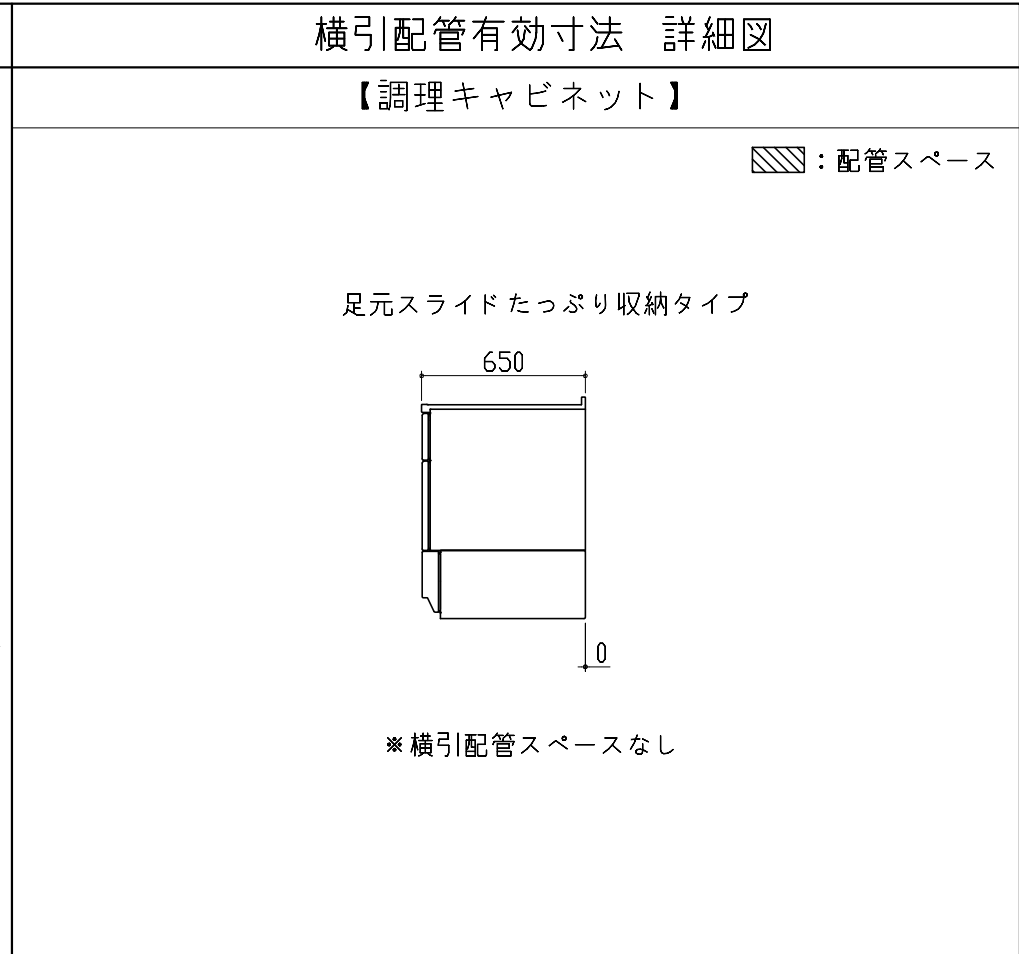 横引配管有効寸法　詳細図
【調理キャビネット】
：配管スペース
足元スライドたっぷり収納タイプ
650
0
※横引配管スペースなし